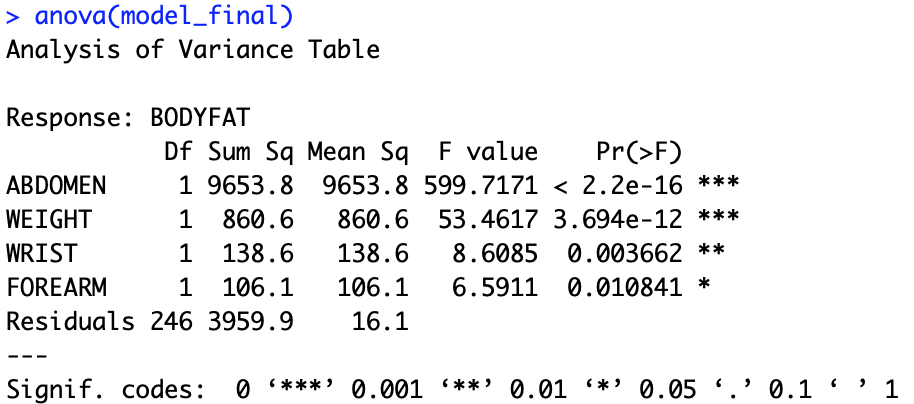 > anova(model_final)
Analysis of Variance Table

Response: BODYFAT
           Df Sum Sq Mean Sq  F value    Pr(>F)    
ABDOMEN     1 9653.8  9653.8 599.7171 < 2.2e-16 ***
WEIGHT      1  860.6   860.6  53.4617 3.694e-12 ***
WRIST       1  138.6   138.6   8.6085  0.003662 ** 
FOREARM     1  106.1   106.1   6.5911  0.010841 *  
Residuals 246 3959.9    16.1
---
Signif. codes:  0 ‘***’ 0.001 ‘**’ 0.01 ‘*’ 0.05 ‘.’ 0.1 ‘ ’ 1